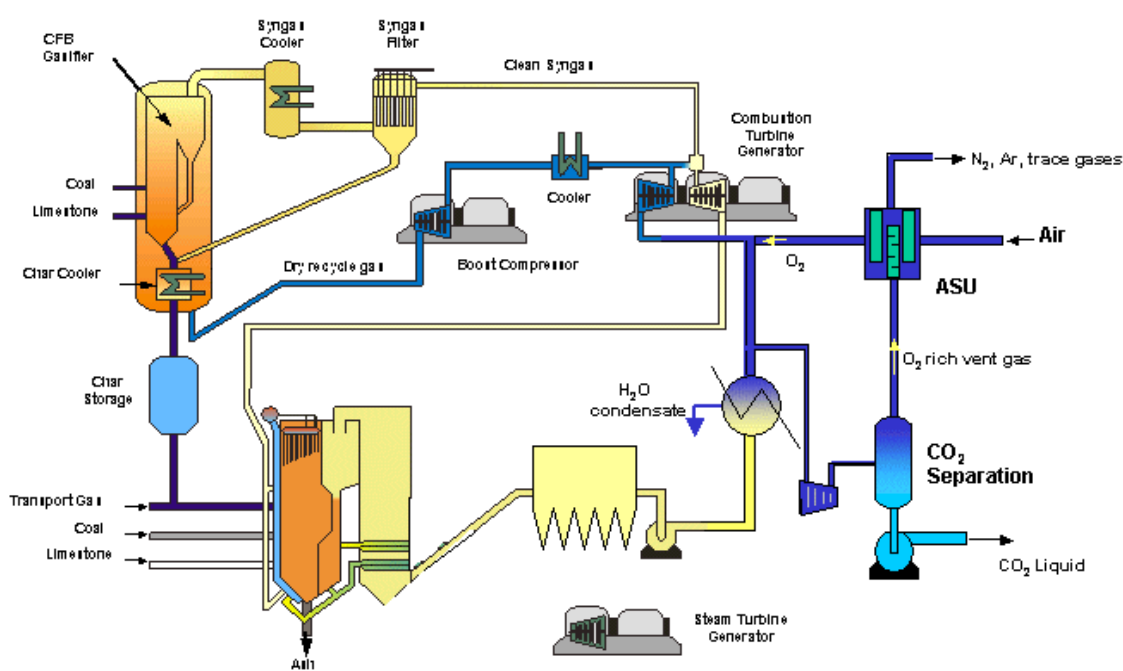 CFB
Gasifier
Syngas
Cooler
Syngas
Filter
Clean Syngas
Combustion
Turbine
Generator
N2, Ar, trace gases
Coal
Limestone
Cooler
Air
O2
Char Cooler
Dry recycle gas
Boost Compressor
ASU
O2 rich vent gas
Char
Storage
H2O
condensate
CO2
Separation
Transport Gas
Coal
Limestone
CO2 Liquid
Steam Turbine
Generator
Ash